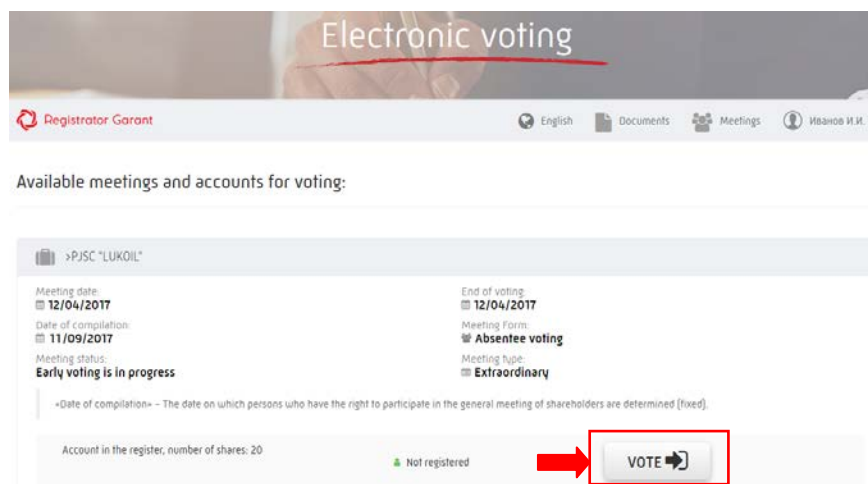 Electronic voting
Registrator Garant English Documents Meetings Иванов И.И.
Available meetings and accounts for voting:
>PJSC "LUKOIL"
Meeting date: End of voting:
12/04/2017 12/04/2017
Date of compilation: Meeting Form:
11/09/2017 Absentee voting
Meeting status: Meeting type:
Early voting is in progress Extraordinary
«Date of compilation» – The date on which persons who have the right to participate in the general meeting of shareholders are determined (fixed).
Account in the register, number of shares: 20 Not registered VOTE